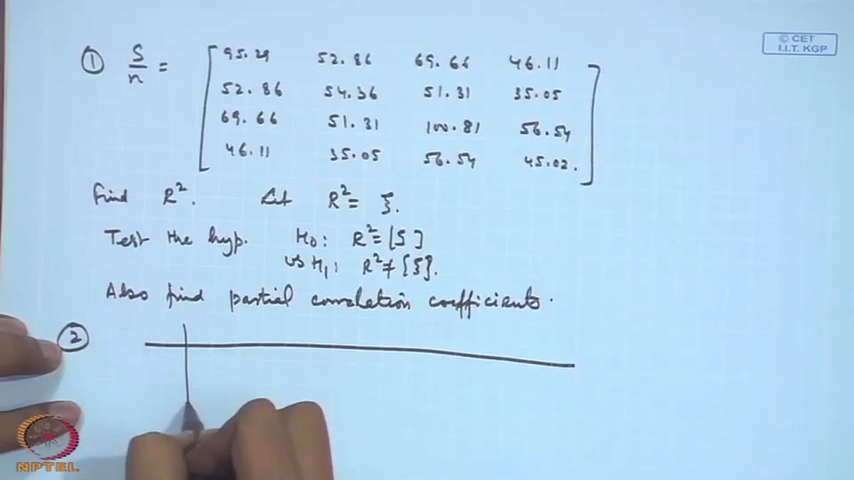 © CET
I.I.T. KGP
① S/n = [ 95.29 52.86 69.66 46.11
52.86 54.36 51.31 35.05
69.66 51.31 100.81 56.54
46.11 35.05 56.54 45.02. ]
Find R². Let R² = ξ.
Test the hyp. H₀: R² = [ξ]
vs H₁: R² ≠ {ξ}.
Also find partial correlation coefficients.
②
NPTEL